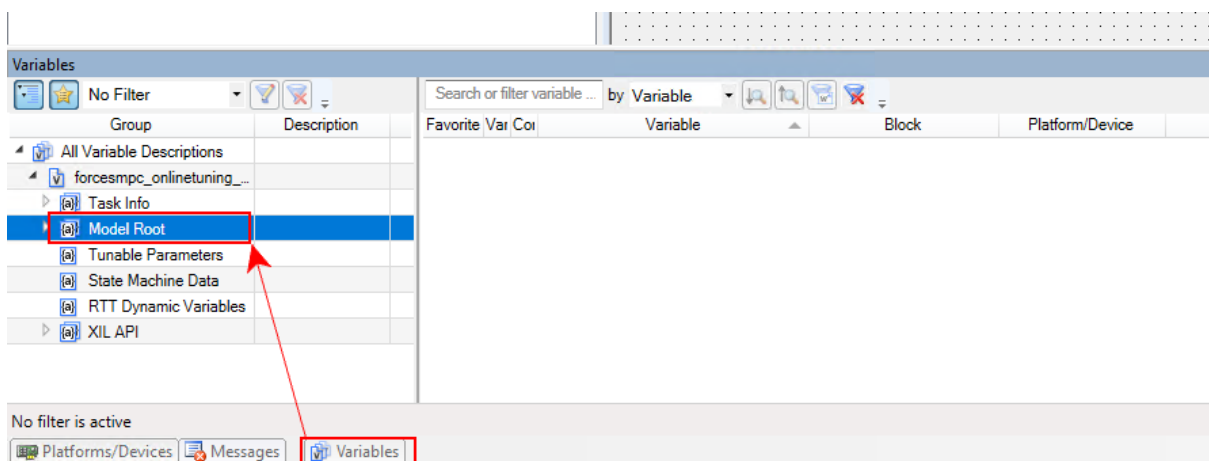 Variables
No Filter
Search or filter variable ... by Variable
Group Description Favorite Var Cor Variable Block Platform/Device
All Variable Descriptions
forcesmpc_onlinetuning_...
Task Info
Model Root
Tunable Parameters
State Machine Data
RTT Dynamic Variables
XIL API
No filter is active
Platforms/Devices Messages Variables